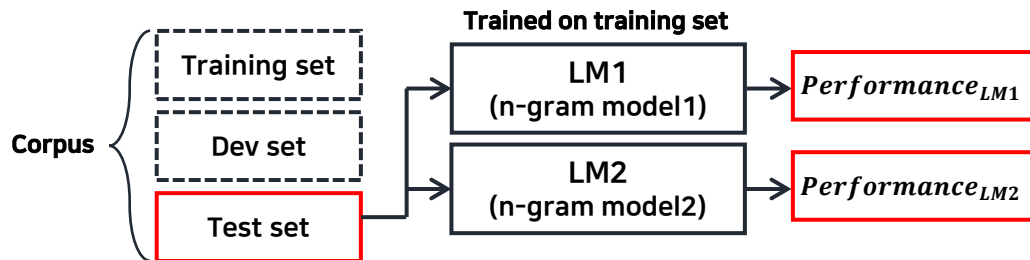 Trained on training set
Training set
LM1
(n-gram model1)
Performance_LM1
Corpus
Dev set
LM2
(n-gram model2)
Performance_LM2
Test set